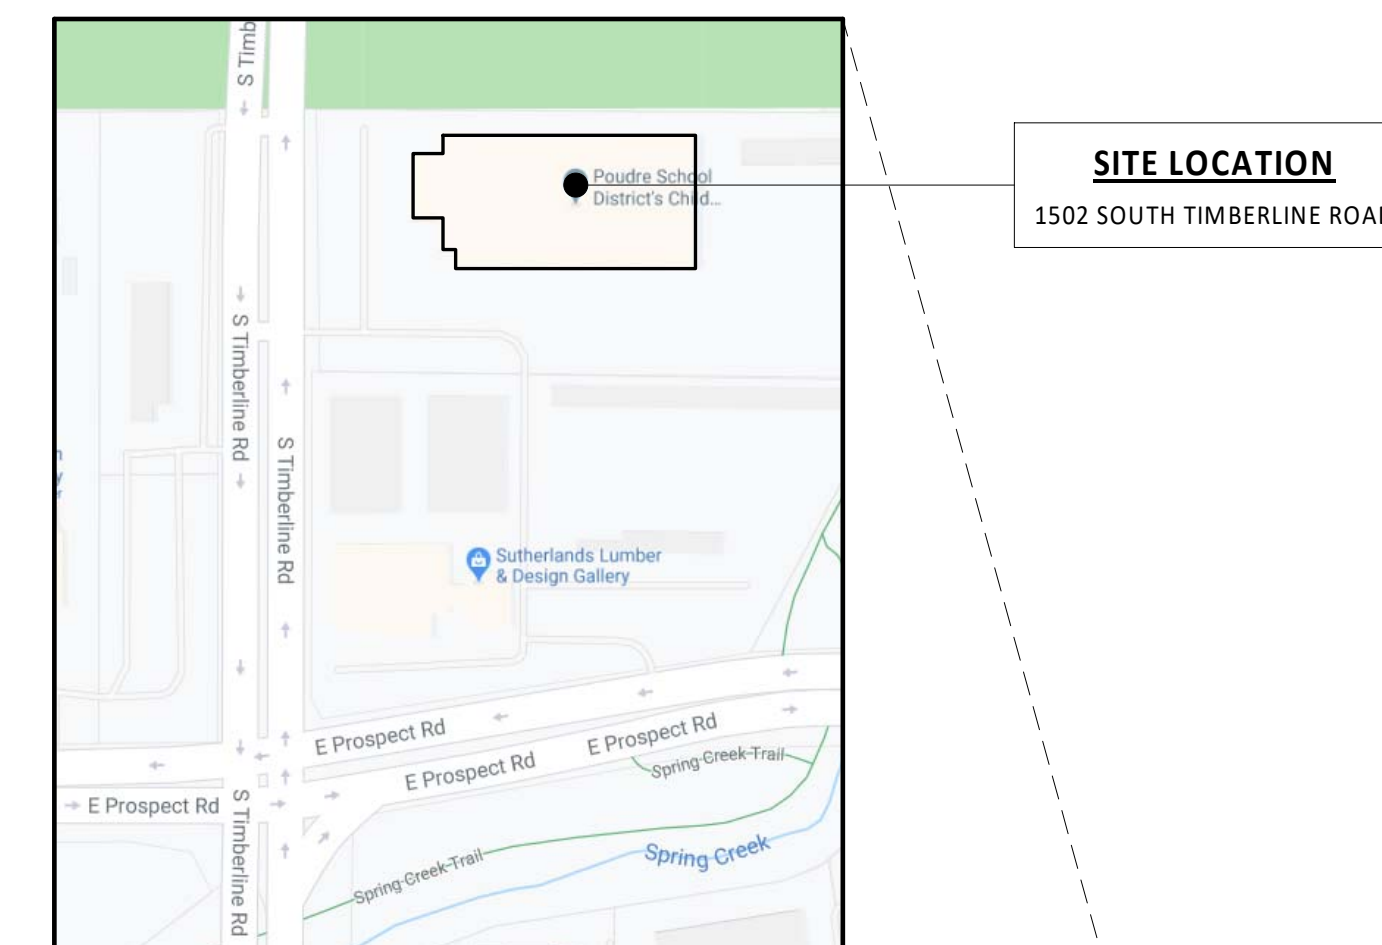 S Timb
SITE LOCATION
1502 SOUTH TIMBERLINE ROA
Poudre School
District's Child...
S Timberline Rd
S Timberline Rd
Sutherlands Lumber
& Design Gallery
E Prospect Rd
E Prospect Rd
E Prospect Rd
Spring Creek Trail
E Prospect Rd
S Timberline Rd
Spring Creek
Spring Creek Trail